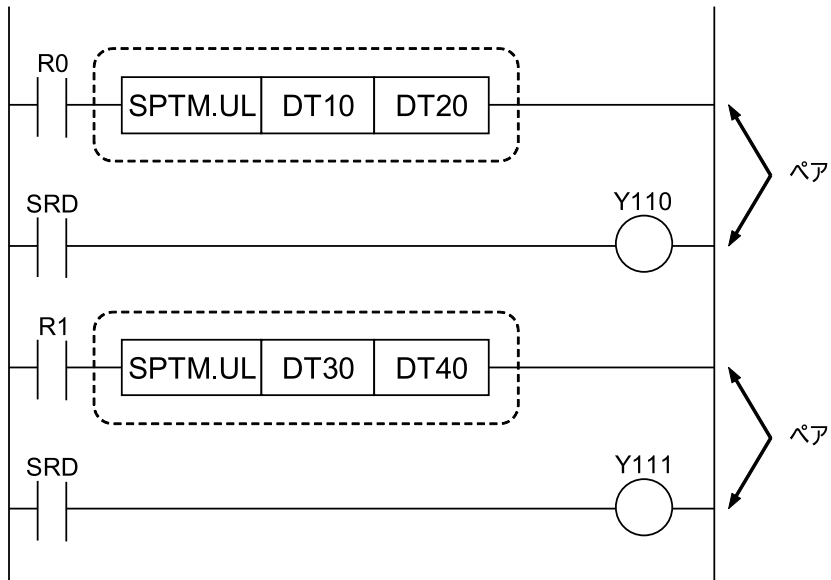 R0
SPTM.UL DT10 DT20
ペア
SRD
Y110
R1
SPTM.UL DT30 DT40
ペア
SRD
Y111